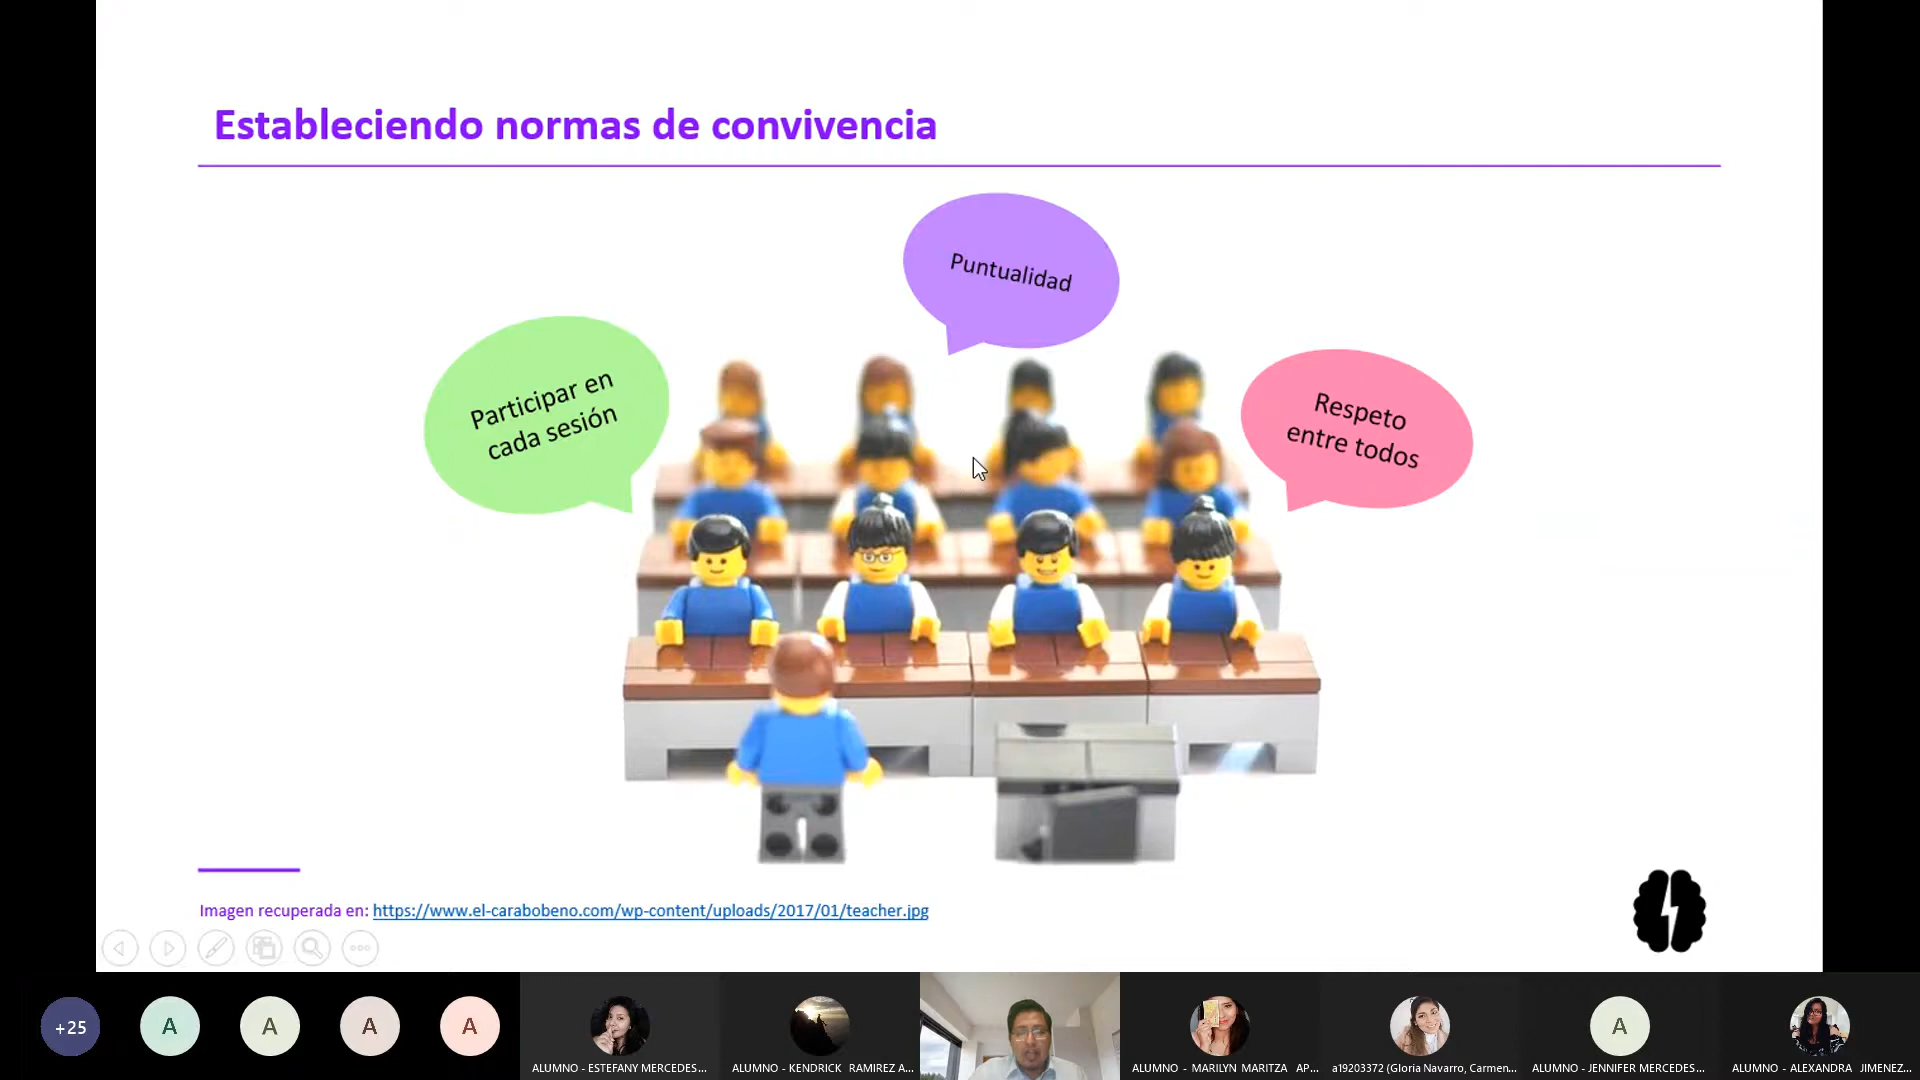 Estableciendo normas de convivencia
Puntualidad
Participar en
cada sesión
Respeto
entre todos
Imagen recuperada en: https://www.el-carabobeno.com/wp-content/uploads/2017/01/teacher.jpg
+25
A
A
A
A
A
ALUMNO - ESTEFANY MERCEDES...
ALUMNO - KENDRICK RAMIREZ A...
ALUMNO - MARILYN MARITZA AP...
a19203372 (Gloria Navarro, Carmen...
ALUMNO - JENNIFER MERCEDES...
ALUMNO - ALEXANDRA JIMENEZ...